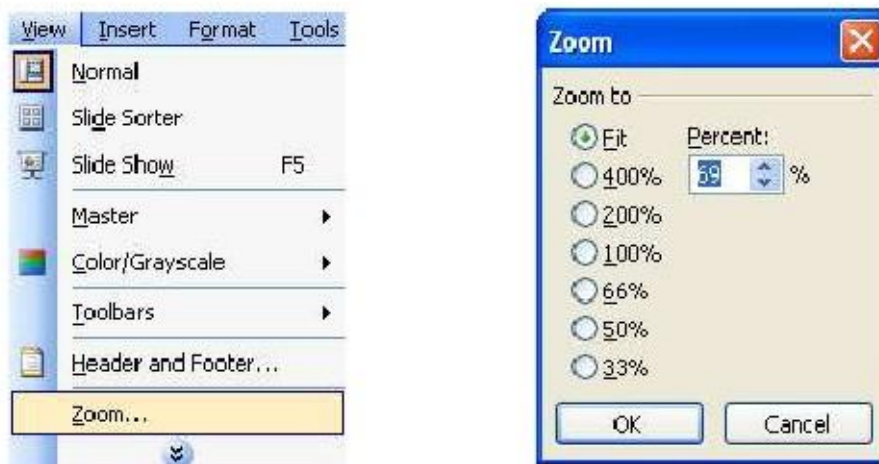 View Insert Format Tools
Normal
Slide Sorter
Slide Show F5
Master
Color/Grayscale
Toolbars
Header and Footer...
Zoom...
Zoom
Zoom to
Fit Percent:
400% 69 %
200%
100%
66%
50%
33%
OK Cancel